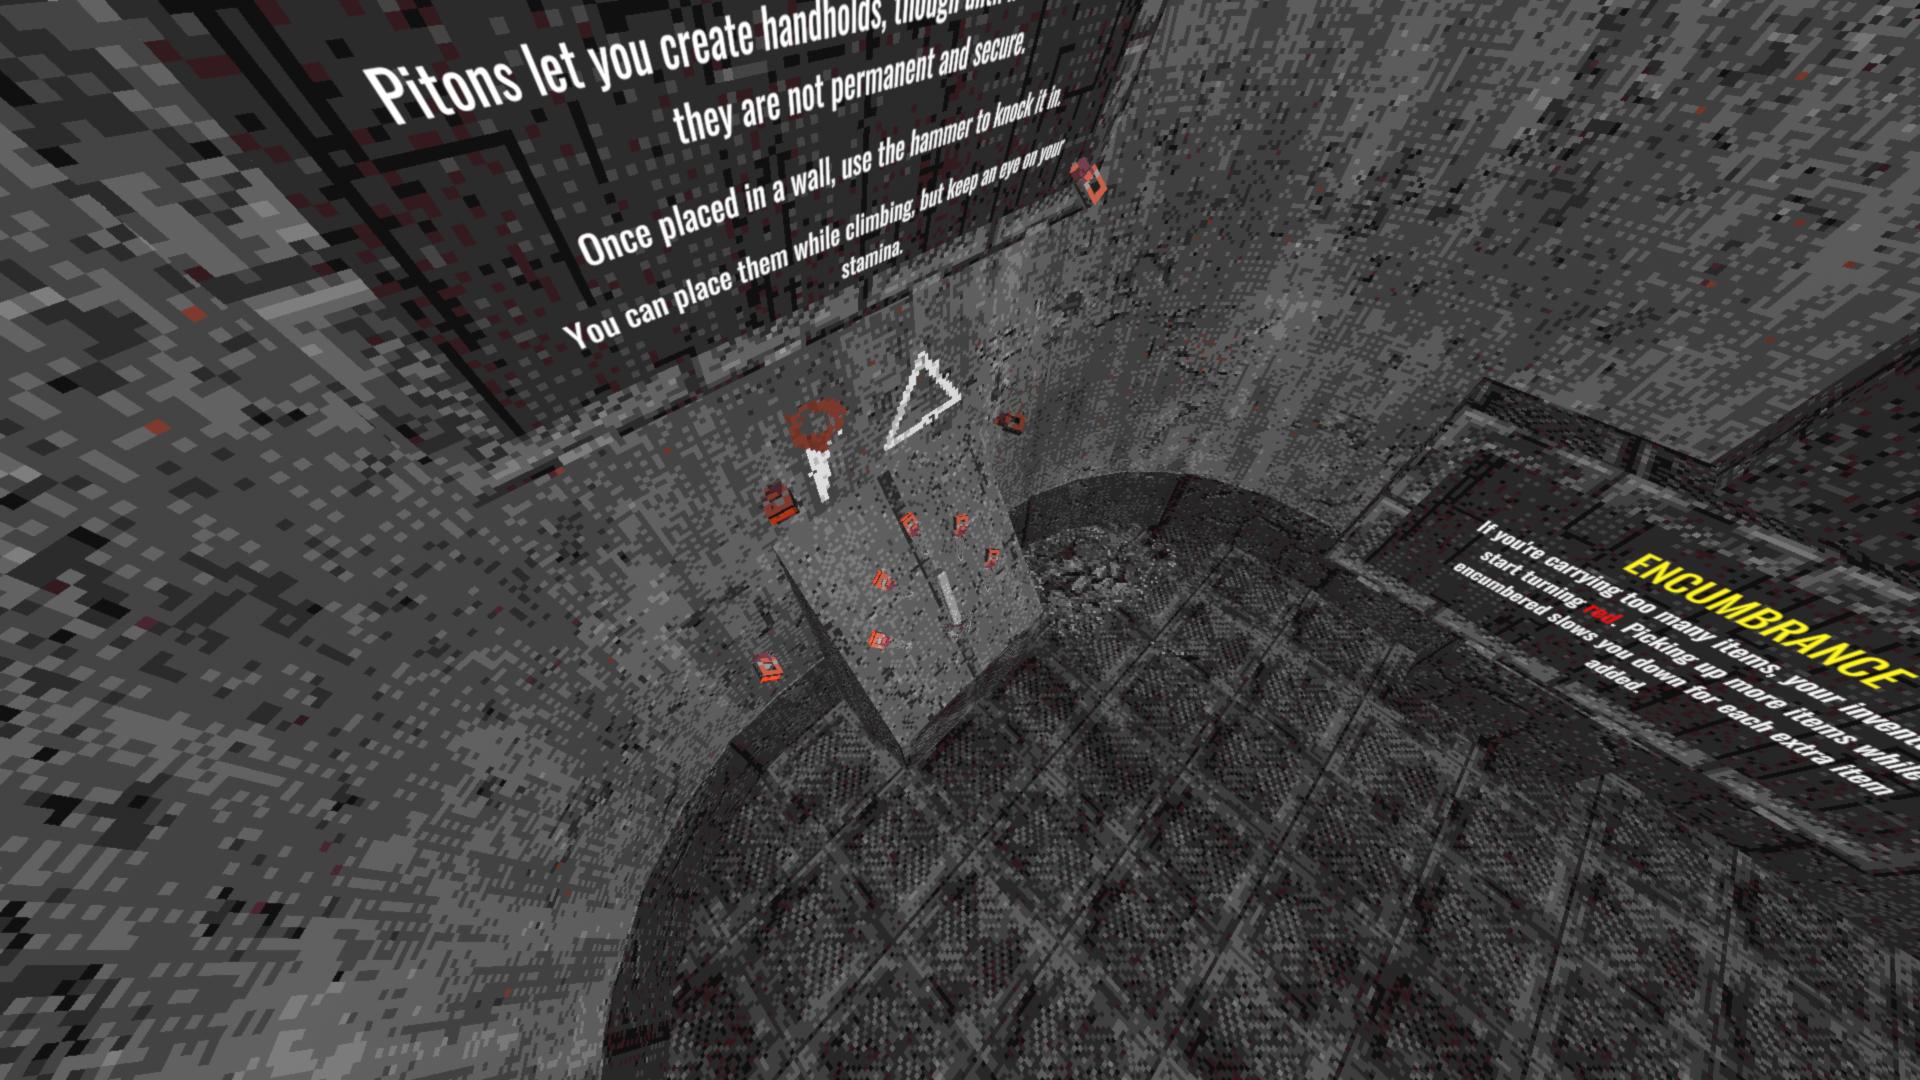 Pitons let you create handholds, though
they are not permanent and secure.
Once placed in a wall, use the hammer to knock it in.
You can place them while climbing, but keep an eye on your
stamina.
ENCUMBRANCE
If you're carrying too many items, your
start turning red. Picking up more items while
encumbered slows you down for each extra item
added.